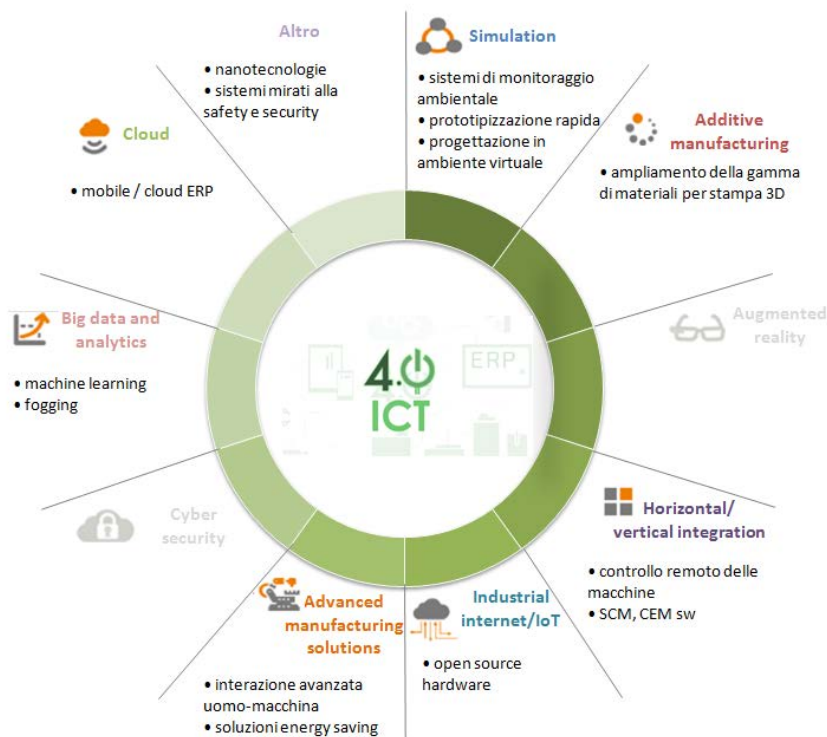 Altro
• nanotecnologie
• sistemi mirati alla
safety e security
Simulation
• sistemi di monitoraggio
ambientale
• prototipizzazione rapida
• progettazione in
ambiente virtuale
Additive
manufacturing
• ampliamento della gamma
di materiali per stampa 3D
Augmented
reality
Horizontal/
vertical integration
• controllo remoto delle
macchine
• SCM, CEM sw
Industrial
internet/IoT
• open source
hardware
Advanced
manufacturing
solutions
• interazione avanzata
uomo-macchina
• soluzioni energy saving
Cyber
security
Big data and
analytics
• machine learning
• fogging
Cloud
• mobile / cloud ERP
4.0
ICT
ERP